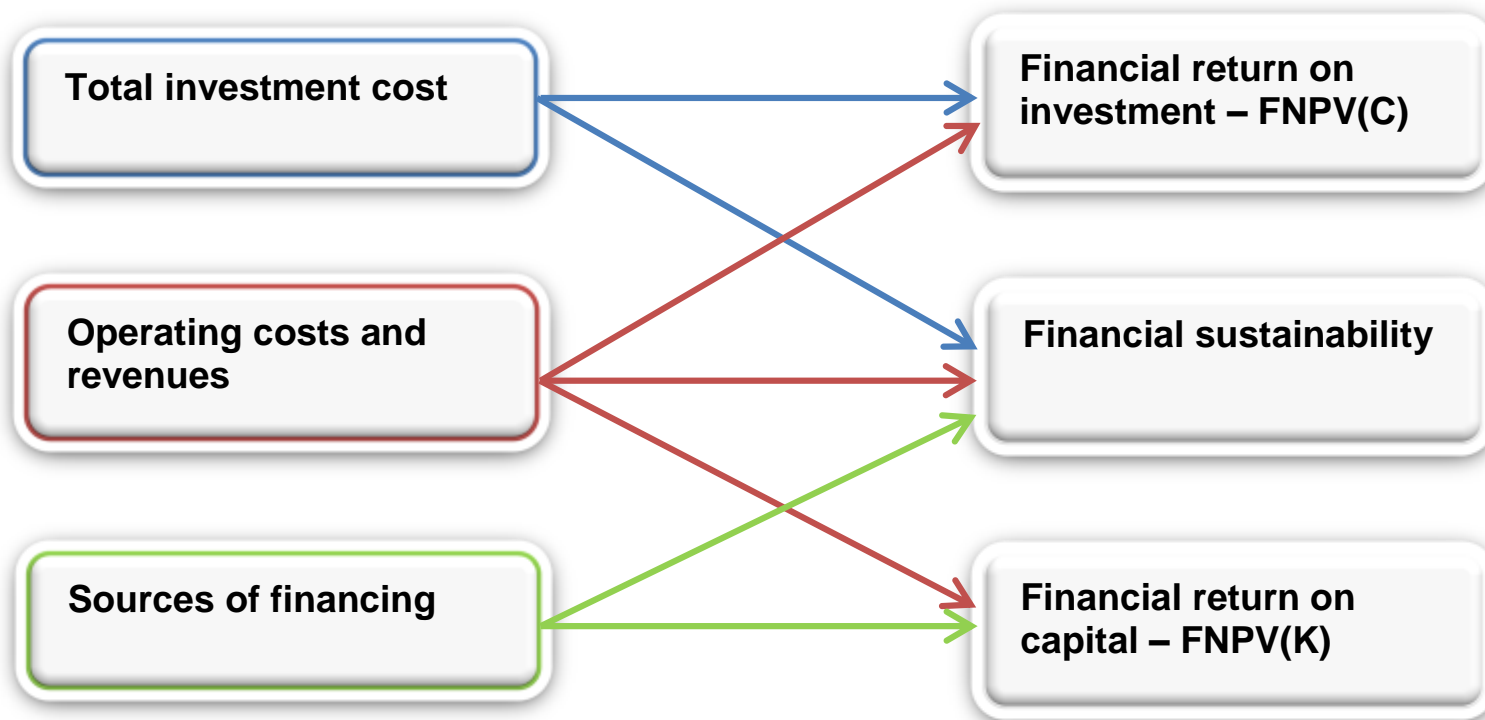 Total investment cost
Financial return on
investment – FNPV(C)
Operating costs and
revenues
Financial sustainability
Sources of financing
Financial return on
capital – FNPV(K)